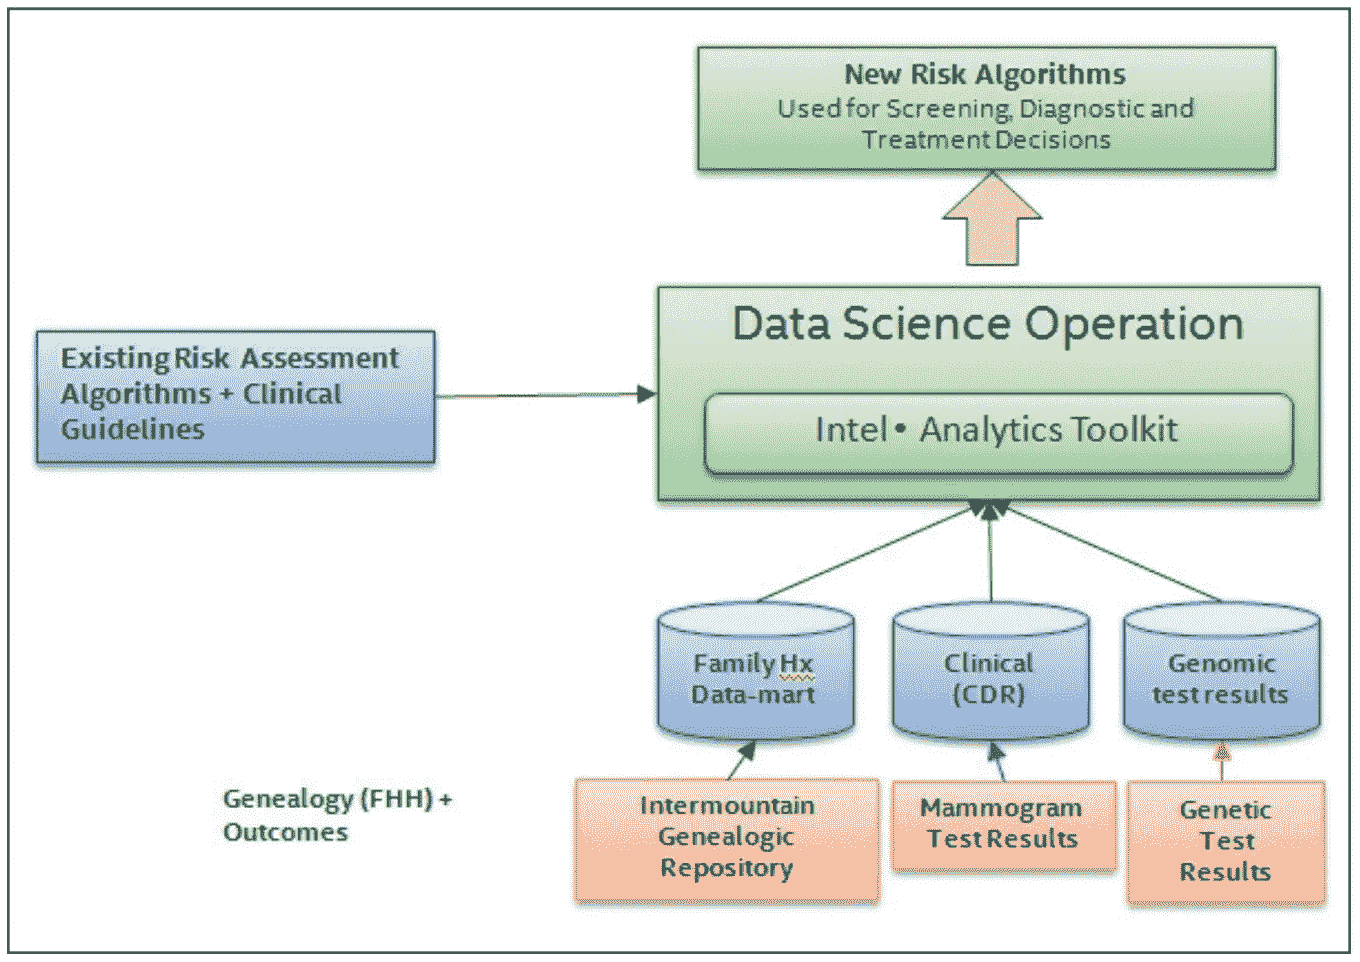 New Risk Algorithms
Used for Screening, Diagnostic and
Treatment Decisions
Data Science Operation
Existing Risk Assessment
Algorithms + Clinical
Guidelines
Intel• Analytics Toolkit
Family Hx
Data-mart
Clinical
(CDR)
Genomic
test results
Genealogy (FHH) +
Outcomes
Intermountain
Genealogic
Repository
Mammogram
Test Results
Genetic
Test
Results